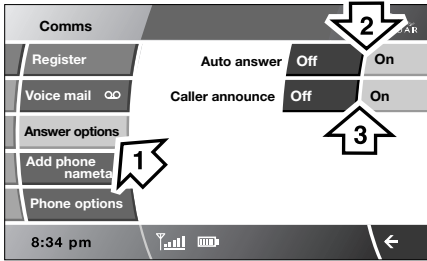 Comms
2
Register
Auto answer Off On
Voice mail
Caller announce Off On
Answer options
1
3
Add phone
Phone options
8:34 pm